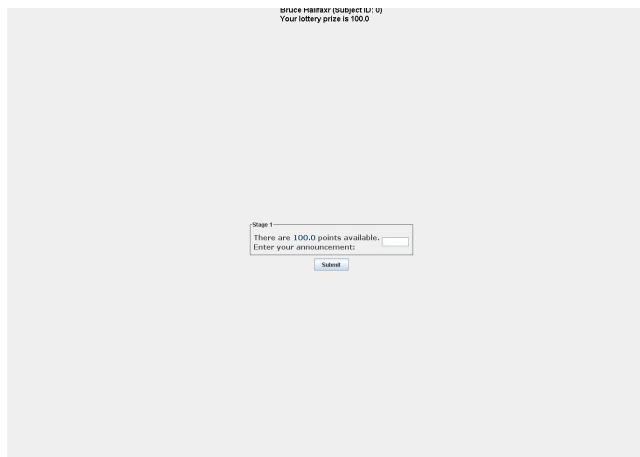 Bruce Halifaxr (Subject ID: 0)
Your lottery prize is 100.0
Stage 1
There are 100.0 points available.
Enter your announcement:
Submit